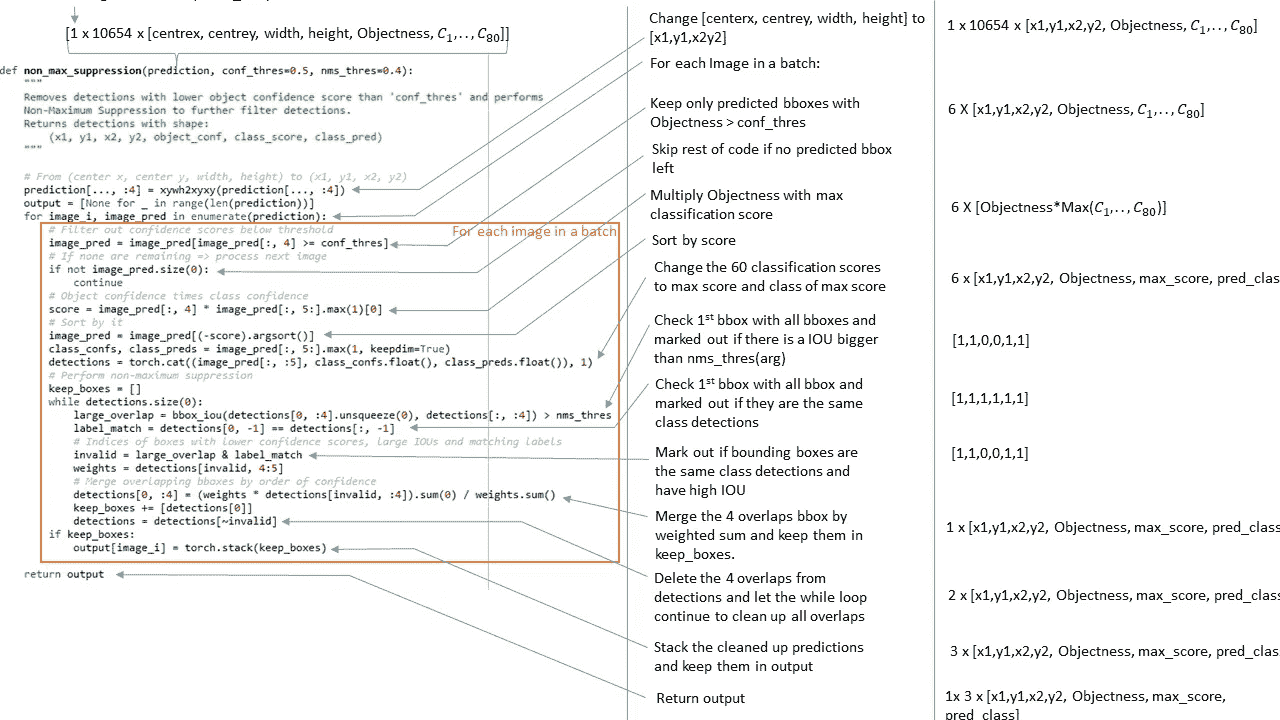 [1 x 10654 x [centrex, centrey, width, height, Objectness, C₁,..,C₈₀]]
def non_max_suppression(prediction, conf_thres=0.5, nms_thres=0.4):
"""
Removes detections with lower object confidence score than 'conf_thres' and performs
Non-Maximum Suppression to further filter detections.
Returns detections with shape:
(x1, y1, x2, y2, object_conf, class_score, class_pred)
"""
# From (center x, center y, width, height) to (x1, y1, x2, y2)
prediction[..., :4] = xywh2xyxy(prediction[..., :4])
output = [None for _ in range(len(prediction))]
for image_i, image_pred in enumerate(prediction):
# Filter out confidence scores below threshold
For each image in a batch
image_pred = image_pred[image_pred[:, 4] >= conf_thres]
# If none are remaining => process next image
if not image_pred.size(0):
continue
# Object confidence times class confidence
score = image_pred[:, 4] * image_pred[:, 5:].max(1)[0]
# Sort by it
image_pred = image_pred[(-score).argsort()]
class_confs, class_preds = image_pred[:, 5:].max(1, keepdim=True)
detections = torch.cat((image_pred[:, :5], class_confs.float(), class_preds.float()), 1)
# Perform non-maximum suppression
keep_boxes = []
while detections.size(0):
large_overlap = bbox_iou(detections[0, :4].unsqueeze(0), detections[:, :4]) > nms_thres
label_match = detections[0, -1] == detections[:, -1]
# Indices of boxes with lower confidence scores, large IOUs and matching labels
invalid = large_overlap & label_match
weights = detections[invalid, 4:5]
# Merge overlapping bboxes by order of confidence
detections[0, :4] = (weights * detections[invalid, :4]).sum(0) / weights.sum()
keep_boxes += [detections[0]]
detections = detections[~invalid]
if keep_boxes:
output[image_i] = torch.stack(keep_boxes)
return output
Change [centerx, centrey, width, height] to
[x1,y1,x2y2]
For each Image in a batch:
Keep only predicted bboxes with
Objectness > conf_thres
Skip rest of code if no predicted bbox
left
Multiply Objectness with max
classification score
Sort by score
Change the 60 classification scores
to max score and class of max score
Check 1st bbox with all bboxes and
marked out if there is a IOU bigger
than nms_thres(arg)
Check 1st bbox with all bbox and
marked out if they are the same
class detections
Mark out if bounding boxes are
the same class detections and
have high IOU
Merge the 4 overlaps bbox by
weighted sum and keep them in
keep_boxes.
Delete the 4 overlaps from
detections and let the while loop
continue to clean up all overlaps
Stack the cleaned up predictions
and keep them in output
Return output
1 x 10654 x [x1,y1,x2,y2, Objectness, C₁,..,C₈₀]
6 X [x1,y1,x2,y2, Objectness, C₁,..,C₈₀]
6 X [Objectness*Max(C₁,..,C₈₀)]
6 x [x1,y1,x2,y2, Objectness, max_score, pred_clas
[1,1,0,0,1,1]
[1,1,1,1,1,1]
[1,1,0,0,1,1]
1 x [x1,y1,x2,y2, Objectness, max_score, pred_class
2 x [x1,y1,x2,y2, Objectness, max_score, pred_class
3 x [x1,y1,x2,y2, Objectness, max_score, pred_clas
1x 3 x [x1,y1,x2,y2, Objectness, max_score,
pred_class]